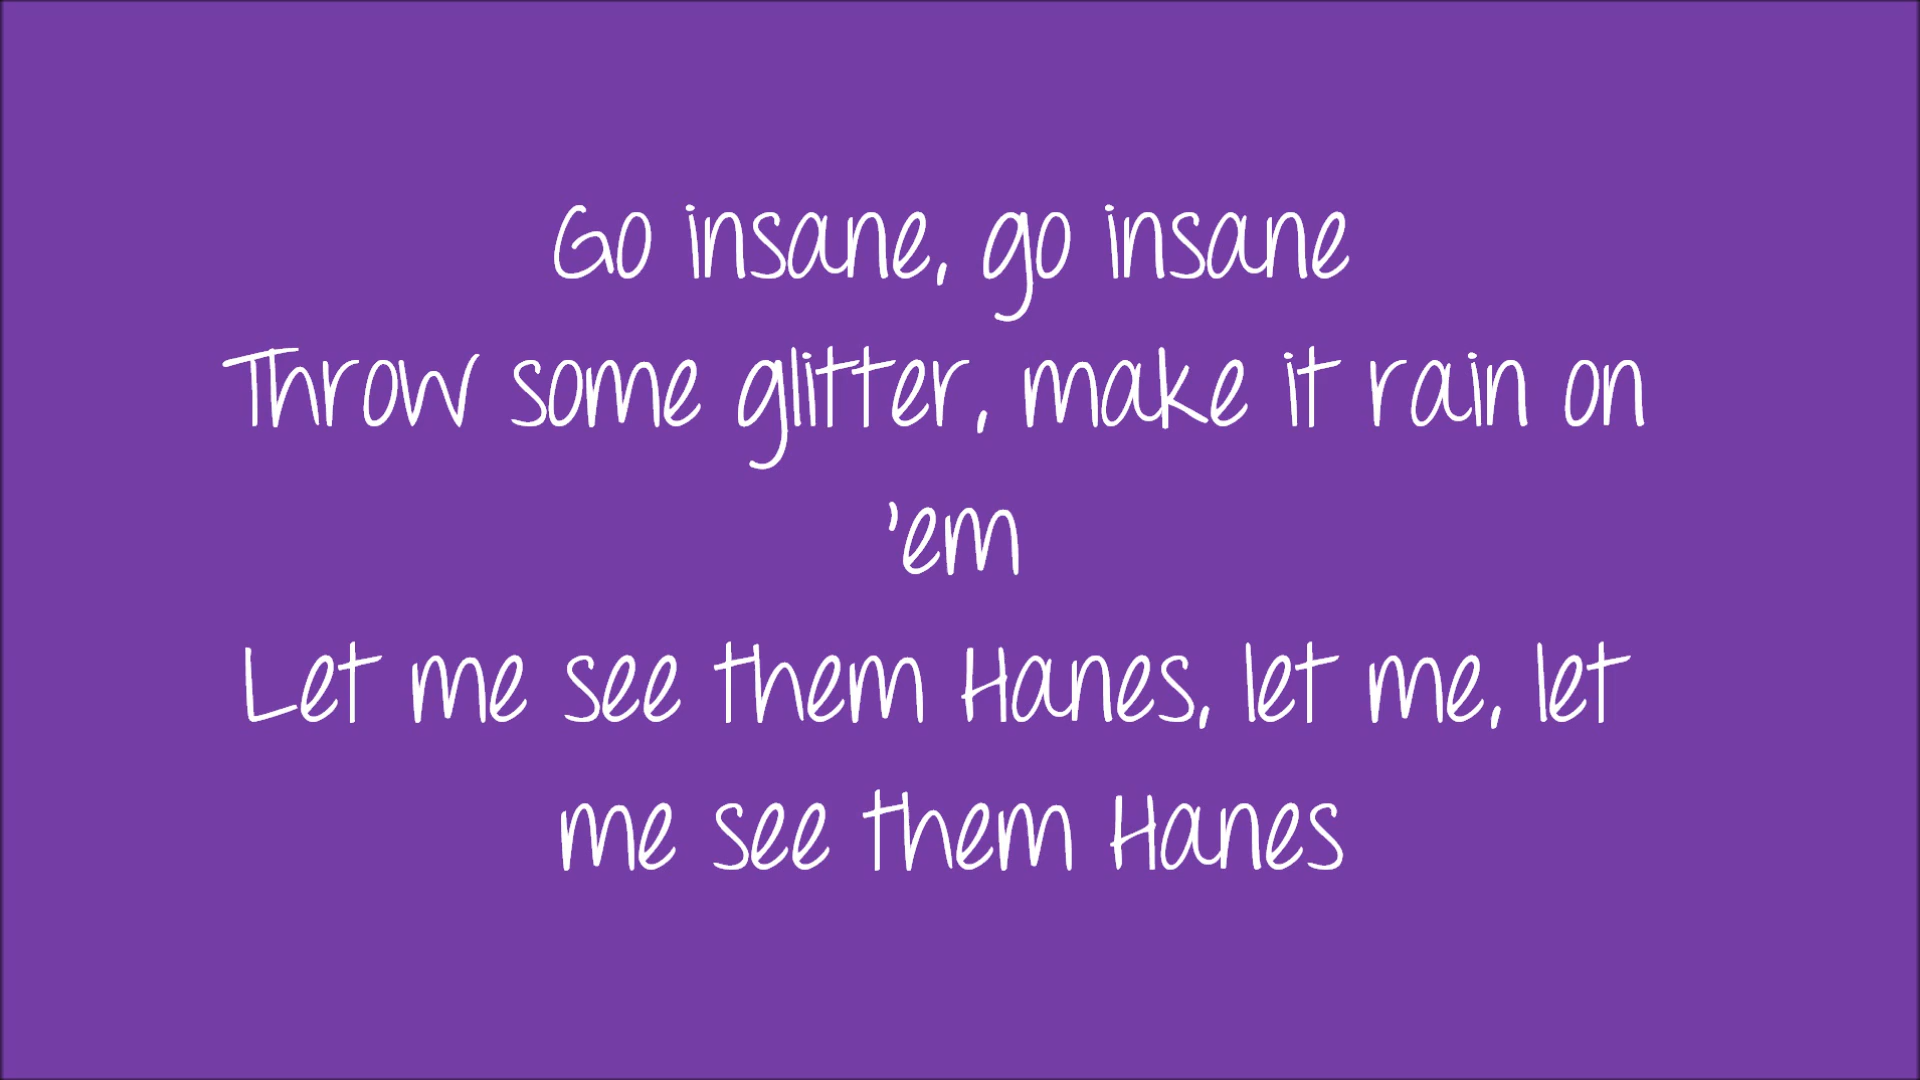 Go insane, go insane
Throw some glitter, make it rain on
'em
Let me see them Hanes, let me, let
me see them Hanes